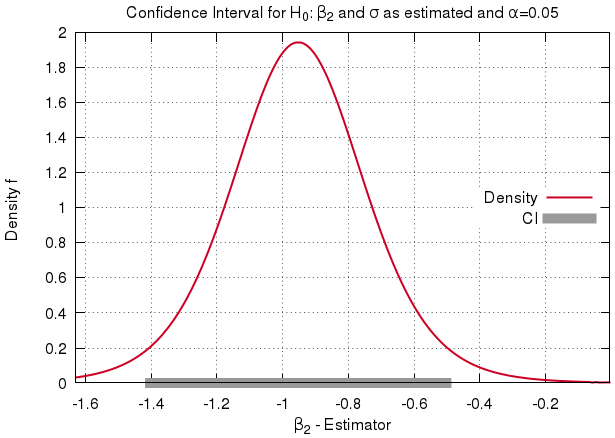 Confidence Interval for H₀: β₂ and σ as estimated and α=0.05
Density f
2
1.8
1.6
1.4
1.2
1
0.8
0.6
0.4
0.2
0
Density
CI
-1.6 -1.4 -1.2 -1 -0.8 -0.6 -0.4 -0.2
β₂ - Estimator